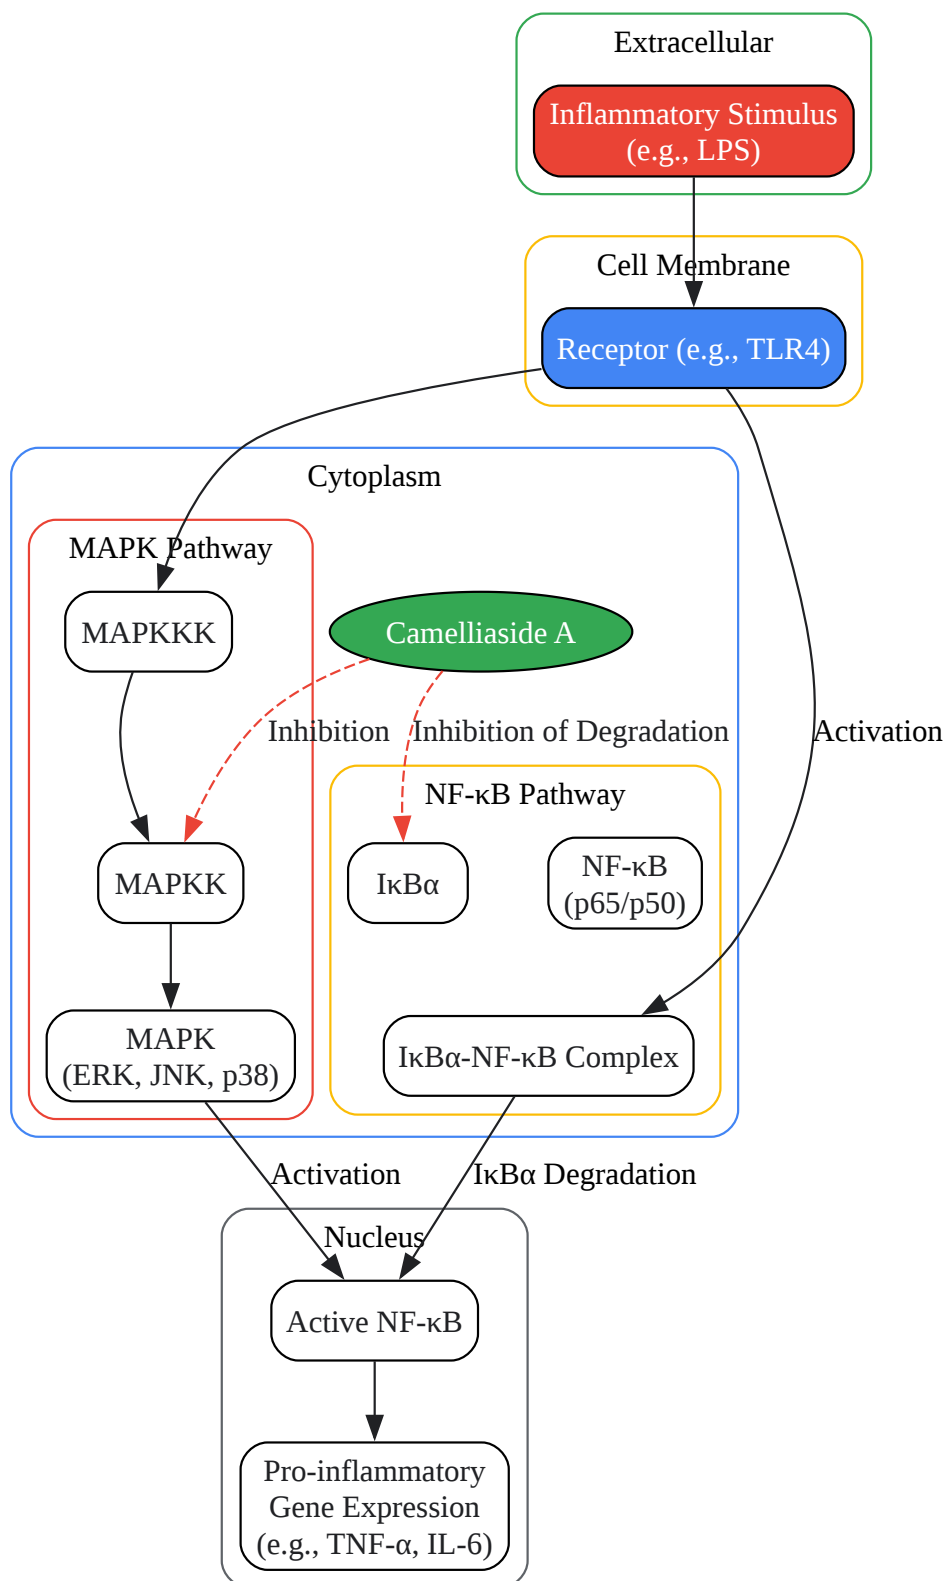 Extracellular
Inflammatory Stimulus
(e.g., LPS)
Cell Membrane
Receptor (e.g., TLR4)
Cytoplasm
MAPK Pathway
MAPKKK
Camelliaside A
Inhibition
Inhibition of Degradation
Activation
NF-κB Pathway
MAPKK
IκBα
NF-κB
(p65/p50)
MAPK
(ERK, JNK, p38)
IκBα-NF-κB Complex
Activation
IκBα Degradation
Nucleus
Active NF-κB
Pro-inflammatory
Gene Expression
(e.g., TNF-α, IL-6)